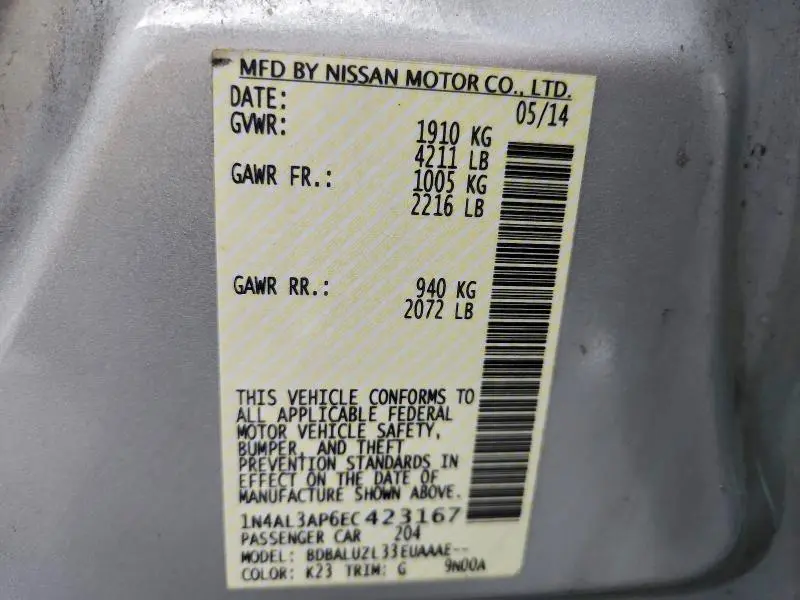 MFD BY NISSAN MOTOR CO., LTD.
DATE: 05/14
GVWR: 1910 KG
4211 LB
GAWR FR.: 1005 KG
2216 LB
GAWR RR.: 940 KG
2072 LB
THIS VEHICLE CONFORMS TO
ALL APPLICABLE FEDERAL
MOTOR VEHICLE SAFETY,
BUMPER, AND THEFT
PREVENTION STANDARDS IN
EFFECT ON THE DATE OF
MANUFACTURE SHOWN ABOVE.
1N4AL3AP6EC423167
PASSENGER CAR 204
MODEL: BDBALUZL33EUAAAE--
COLOR: K23 TRIM: G 9N00A